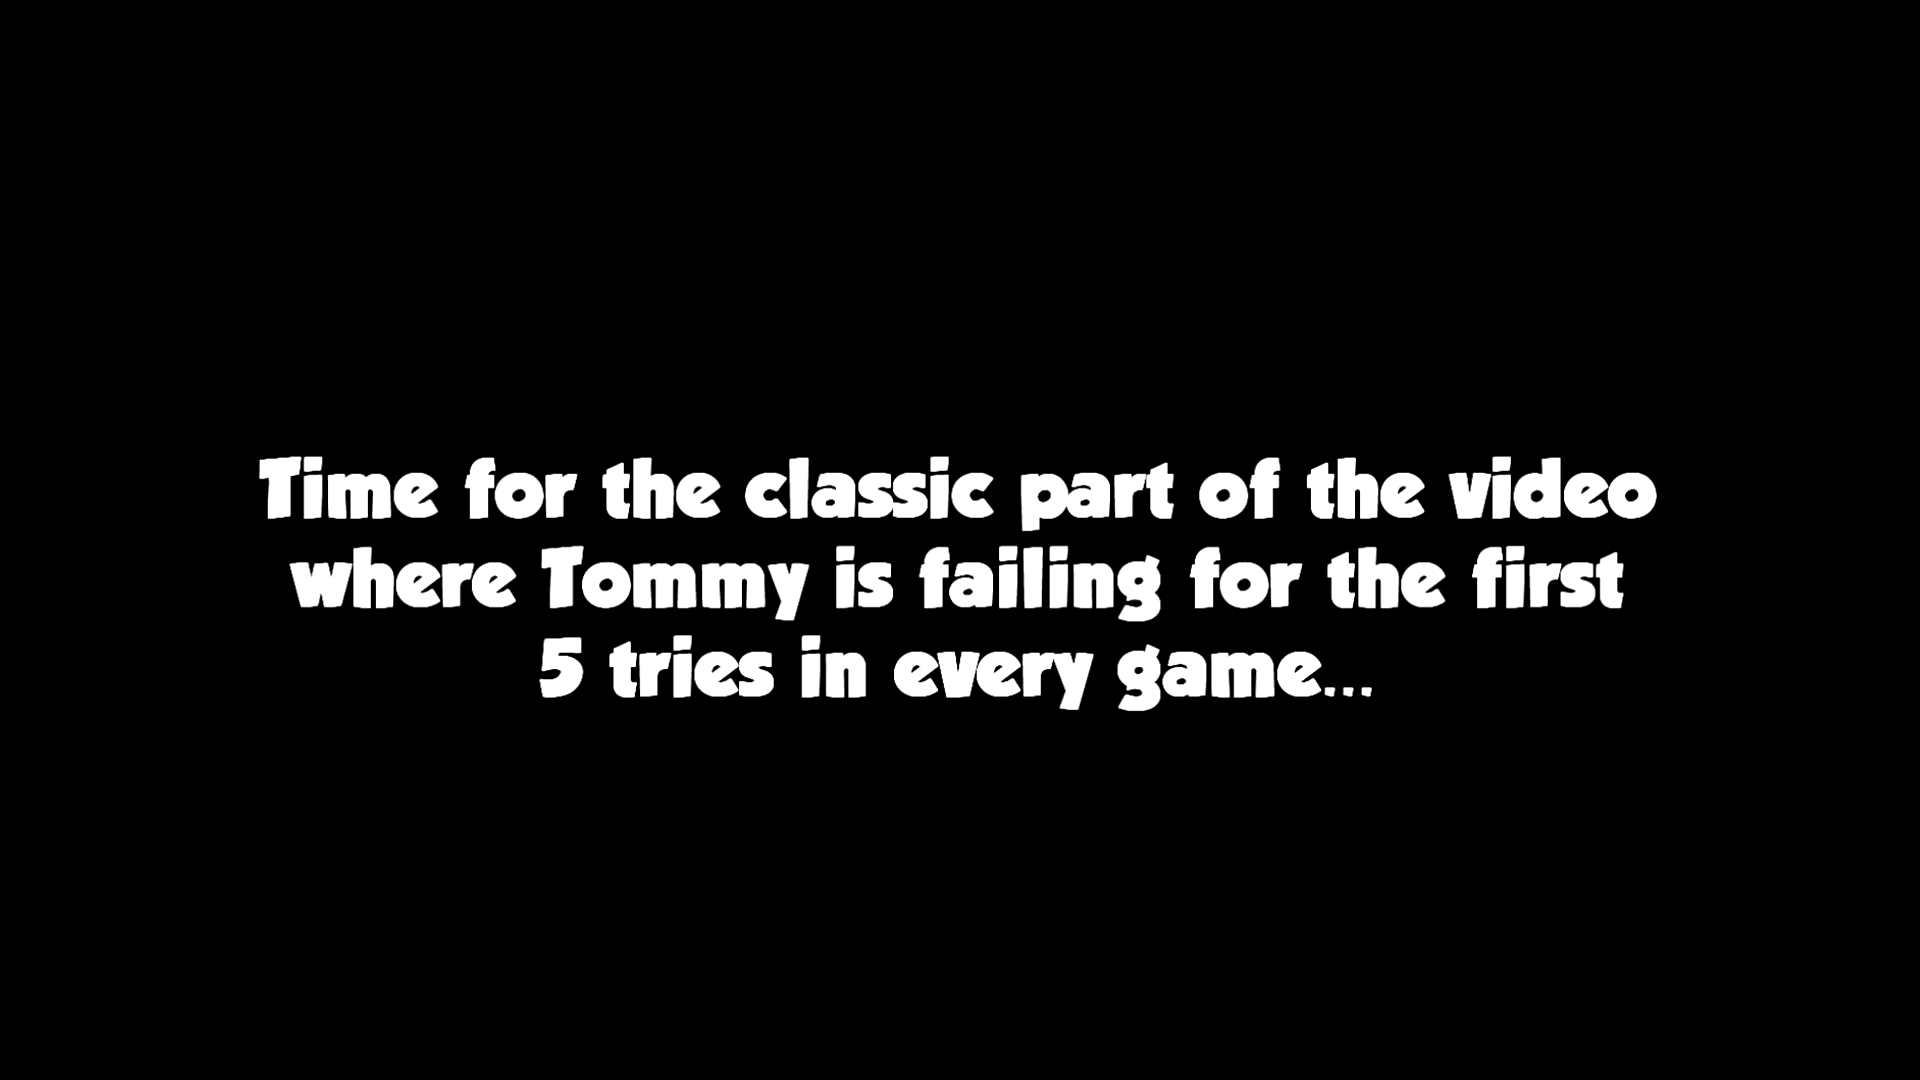 Time for the classic part of the video
where Tommy is failing for the first
5 tries in every game...